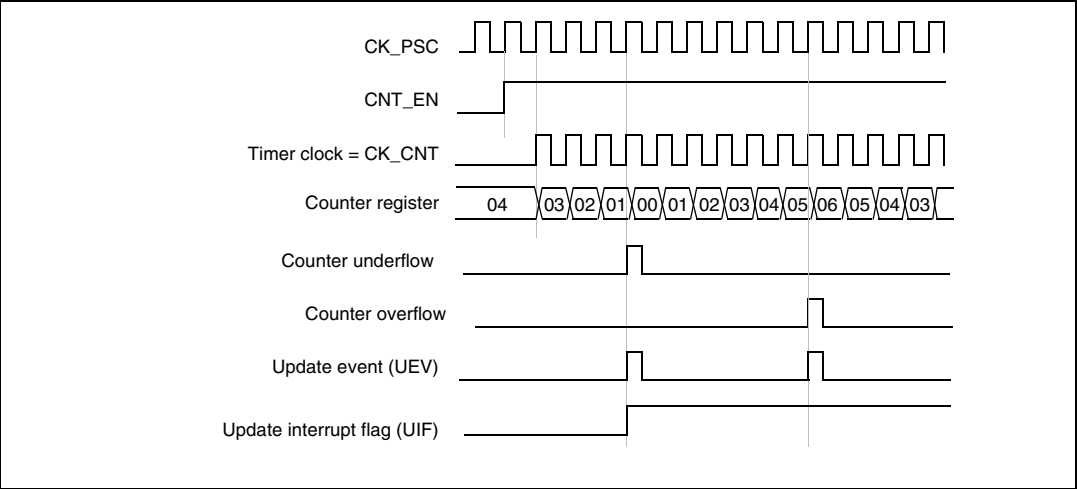 CK_PSC
CNT_EN
Timer clock = CK_CNT
Counter register 04 03 02 01 00 01 02 03 04 05 06 05 04 03
Counter underflow
Counter overflow
Update event (UEV)
Update interrupt flag (UIF)